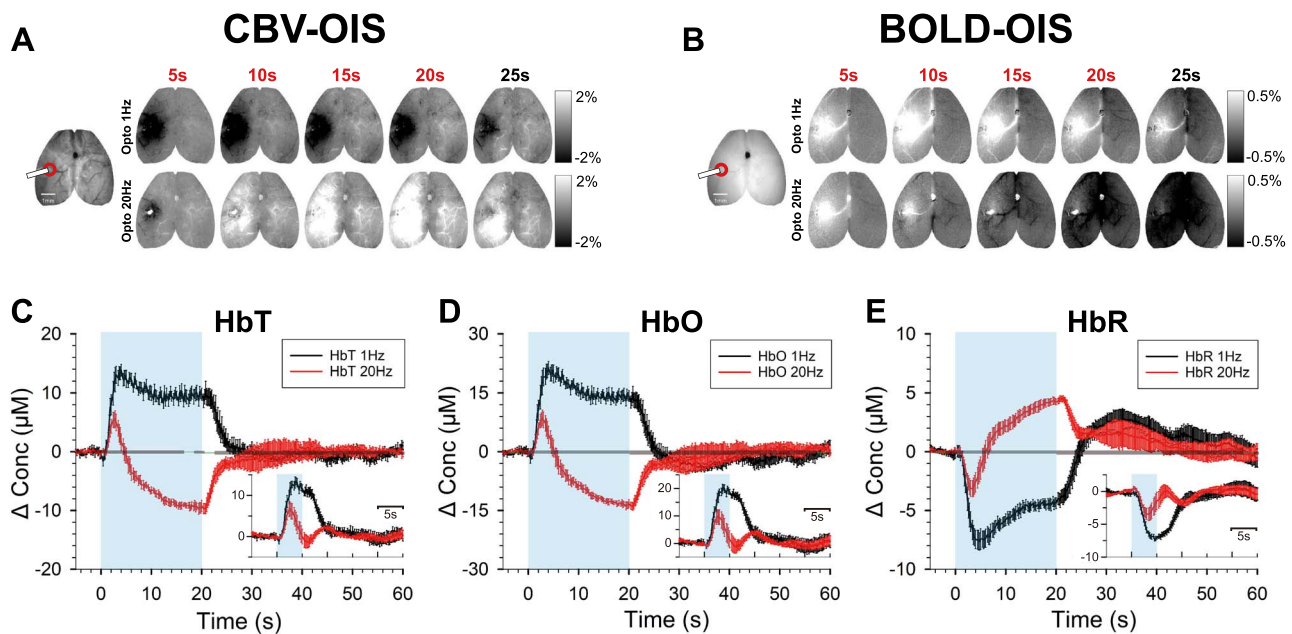 CBV-OIS
BOLD-OIS
A
B
5s 10s 15s 20s 25s
5s 10s 15s 20s 25s
Opto 1Hz
2%
-2%
Opto 1Hz
0.5%
-0.5%
1mm
1mm
Opto 20Hz
2%
-2%
Opto 20Hz
0.5%
-0.5%
C
HbT
HbT 1Hz
HbT 20Hz
Δ Conc (μM)
20
10
0
-10
-20
10
0
5s
0 10 20 30 40 50 60
Time (s)
D
HbO
HbO 1Hz
HbO 20Hz
Δ Conc (μM)
30
15
0
-15
-30
20
10
0
5s
0 10 20 30 40 50 60
Time (s)
E
HbR
HbR 1Hz
HbR 20Hz
Δ Conc (μM)
10
5
0
-5
-10
0
-5
-10
5s
0 10 20 30 40 50 60
Time (s)